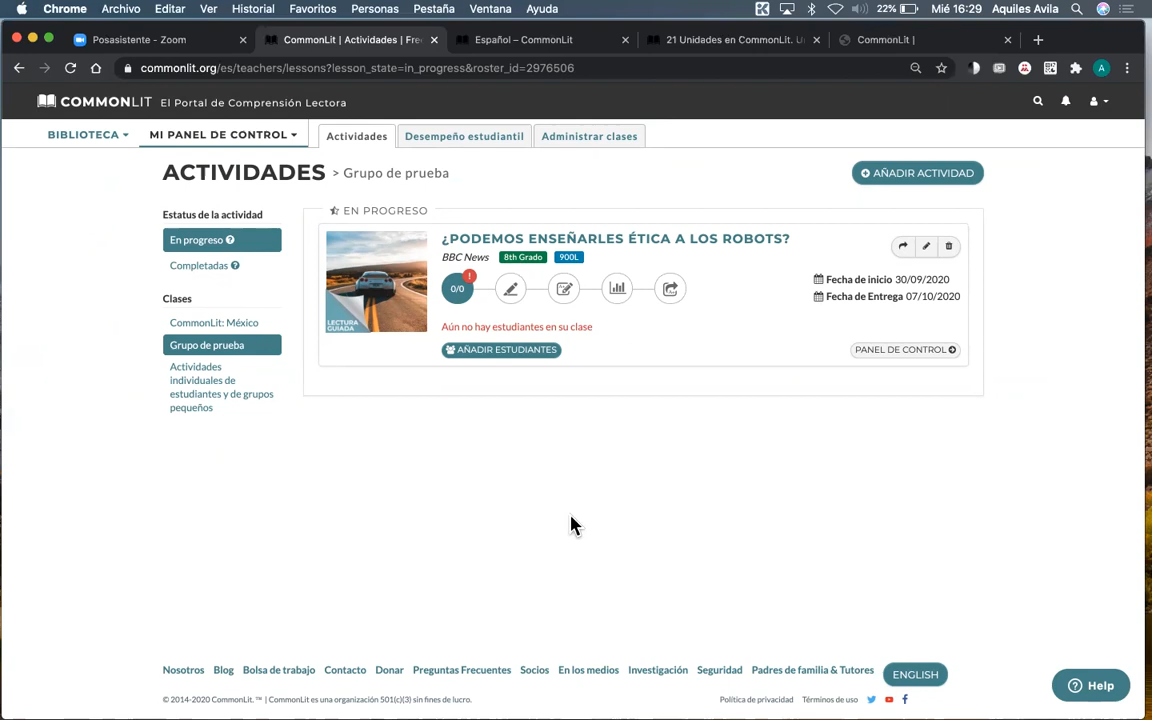 Chrome Archivo Editar Ver Historial Favoritos Personas Pestaña Ventana Ayuda 22% Mié 16:29 Aquiles Avila
Posasistente - Zoom
CommonLit | Actividades | Fre
Español – CommonLit
21 Unidades en CommonLit. U
CommonLit |
commonlit.org/es/teachers/lessons?lesson_state=in_progress&roster_id=2976506
A
COMMONLIT El Portal de Comprensión Lectora
BIBLIOTECA
MI PANEL DE CONTROL
Actividades
Desempeño estudiantil
Administrar clases
ACTIVIDADES > Grupo de prueba
AÑADIR ACTIVIDAD
Estatus de la actividad
En progreso ?
Completadas ?
Clases
CommonLit: México
Grupo de prueba
Actividades
individuales de
estudiantes y de grupos
pequeños
EN PROGRESO
LECTURA
GUIADA
¿PODEMOS ENSEÑARLES ÉTICA A LOS ROBOTS?
BBC News 8th Grado 900L
0/0 !
Aún no hay estudiantes en su clase
AÑADIR ESTUDIANTES
Fecha de inicio 30/09/2020
Fecha de Entrega 07/10/2020
PANEL DE CONTROL
Nosotros Blog Bolsa de trabajo Contacto Donar Preguntas Frecuentes Socios En los medios Investigación Seguridad Padres de familia & Tutores ENGLISH
© 2014-2020 CommonLit, ™ | CommonLit es una organización 501(c)(3) sin fines de lucro.
Política de privacidad Términos de uso
? Help